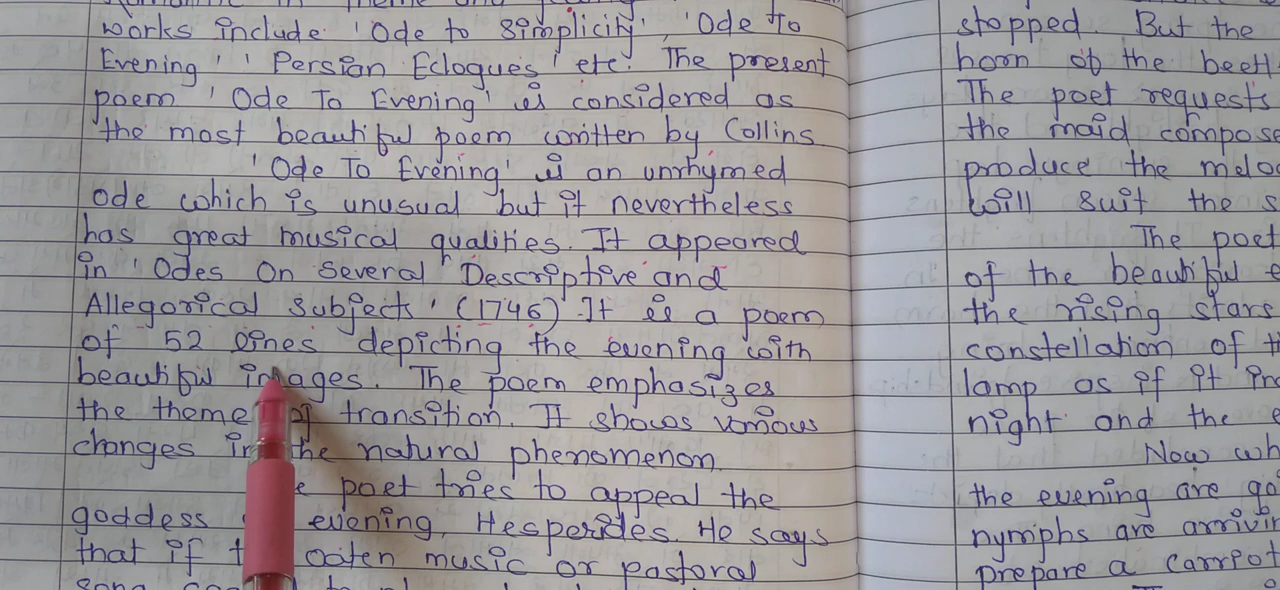 works include 'Ode to Simplicity', 'Ode to
Evening' 'Persian Eclogues' etc. The present
poem 'Ode To Evening' is considered as
the most beautiful poem written by Collins
'Ode To Evening' is an unrhymed
ode which is unusual but it nevertheless
has great musical qualities. It appeared
in 'Odes On Several Descriptive and
Allegorical Subject' (1746). It is a poem
of 52 lines depicting the evening with
beautiful images. The poem emphasizes
the theme of transition. It shows various
changes in the natural phenomenon.
poet tries to appeal the
goddess evening, Hesperides. He says
that if oaten music or pastoral
song
stopped. But the
horn of the beetl
The poet requests
the maid compose
produce the melo
will suit the s
The poet
of the beautiful e
the rising stars
constellation of th
lamp as if it
night and the e
Now wh
the evening are go
nymphs are arrivin
prepare a carrpot